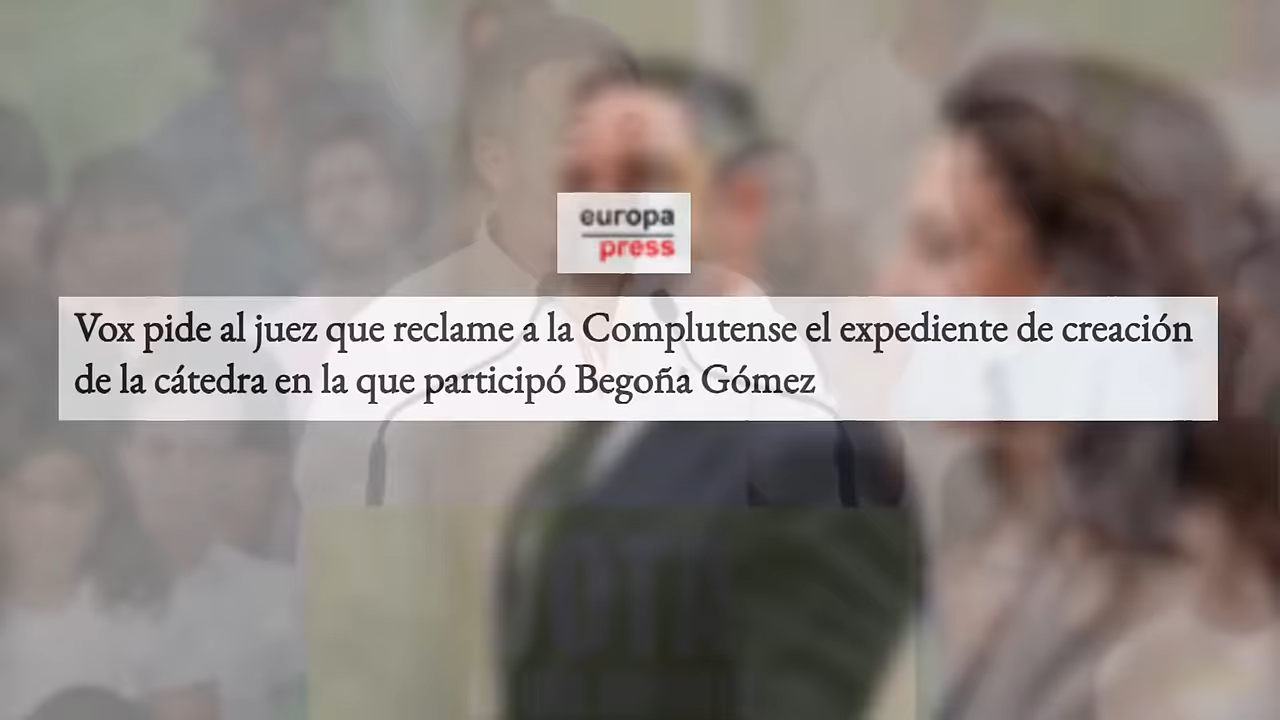 europa
press
Vox pide al juez que reclame a la Complutense el expediente de creación
de la cátedra en la que participó Begoña Gómez